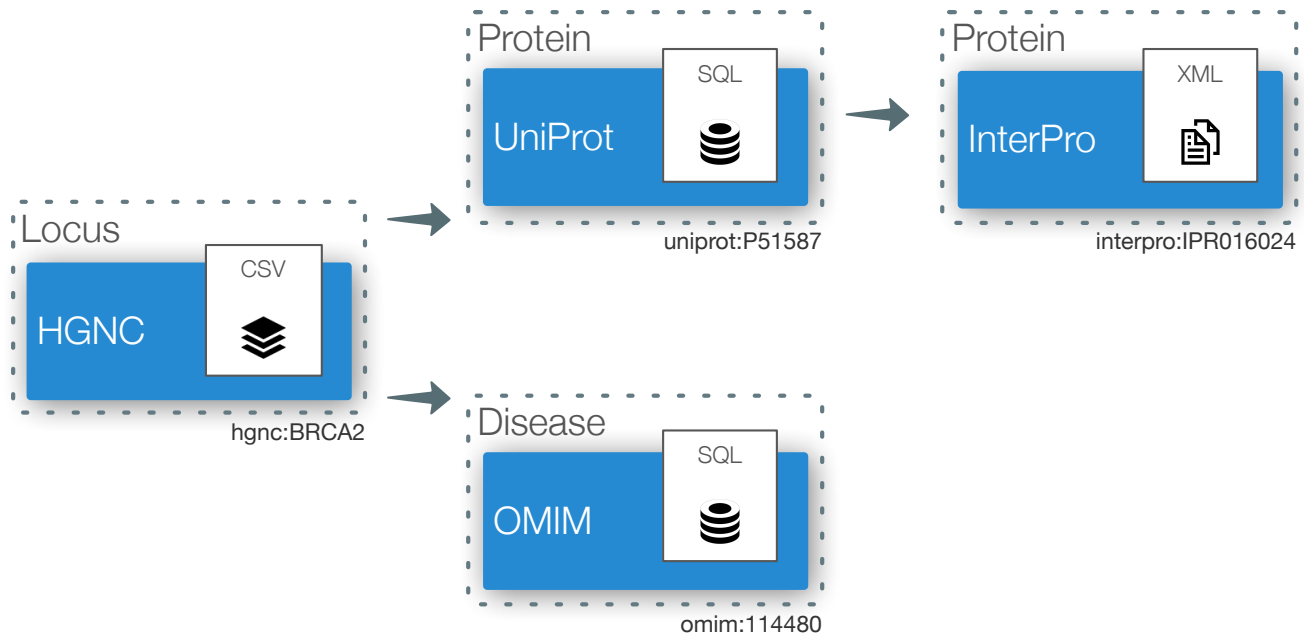 Locus
CSV
HGNC
hgnc:BRCA2
Protein
SQL
UniProt
uniprot:P51587
Protein
XML
InterPro
interpro:IPR016024
Disease
SQL
OMIM
omim:114480